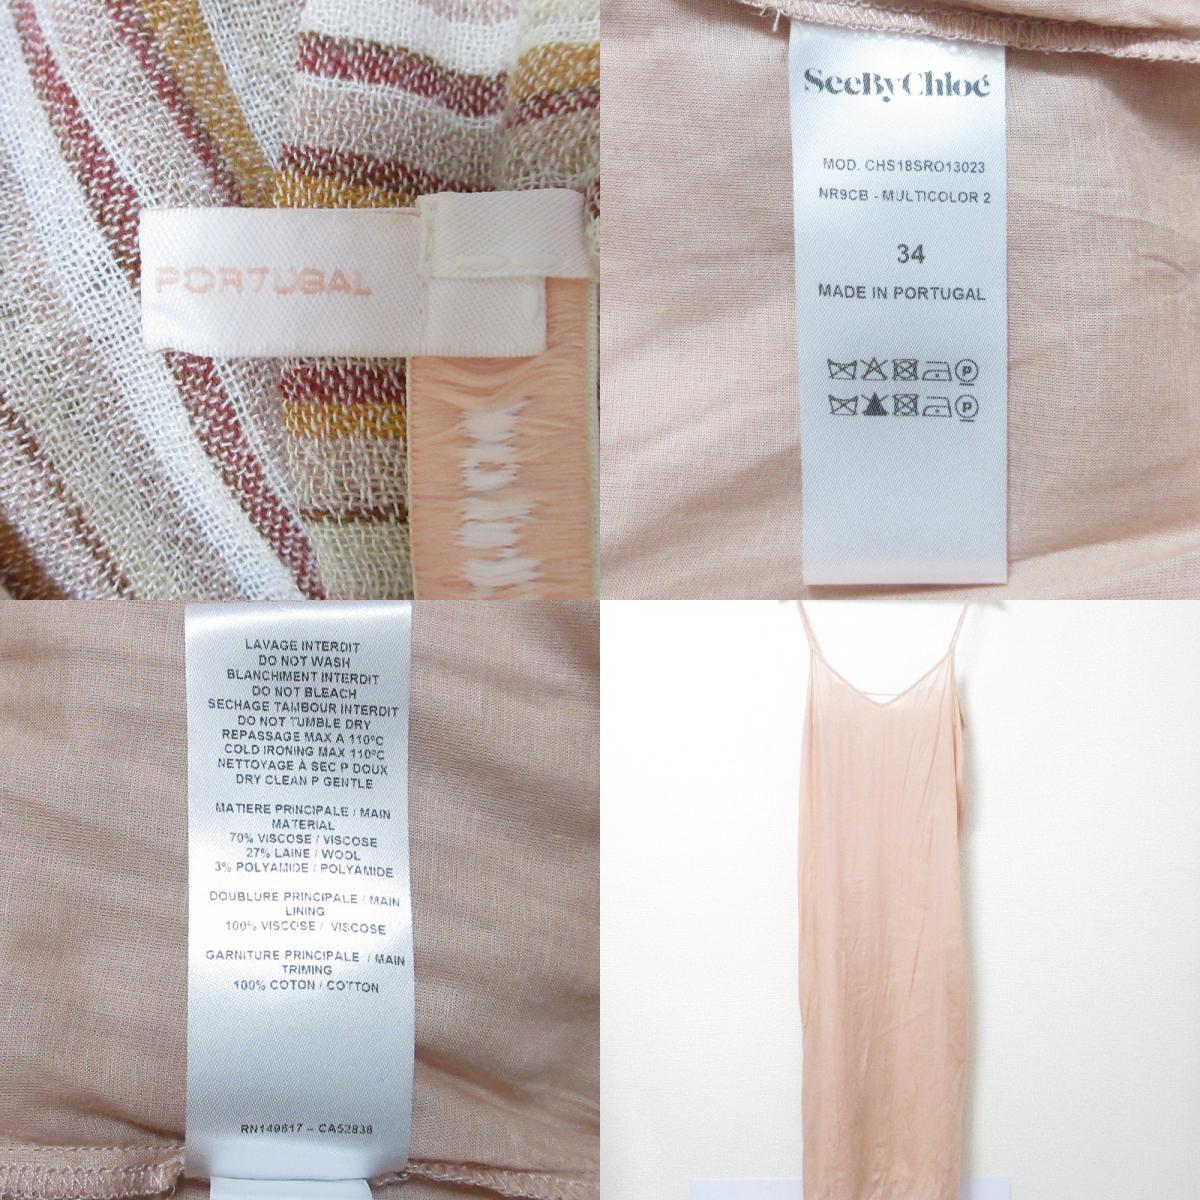 PORTUGAL
SeeByChloé
MOD. CHS18SRO13023
NR9CB - MULTICOLOR 2
34
MADE IN PORTUGAL
P
P
LAVAGE INTERDIT
DO NOT WASH
BLANCHIMENT INTERDIT
DO NOT BLEACH
SECHAGE TAMBOUR INTERDIT
DO NOT TUMBLE DRY
REPASSAGE MAX A 110°C
COLD IRONING MAX 110°C
NETTOYAGE À SEC P DOUX
DRY CLEAN P GENTLE
MATIERE PRINCIPALE / MAIN
MATERIAL
70% VISCOSE / VISCOSE
27% LAINE / WOOL
3% POLYAMIDE / POLYAMIDE
DOUBLURE PRINCIPALE / MAIN
LINING
100% VISCOSE / VISCOSE
GARNITURE PRINCIPALE / MAIN
TRIMING
100% COTON / COTTON
RN140617 - CA52838